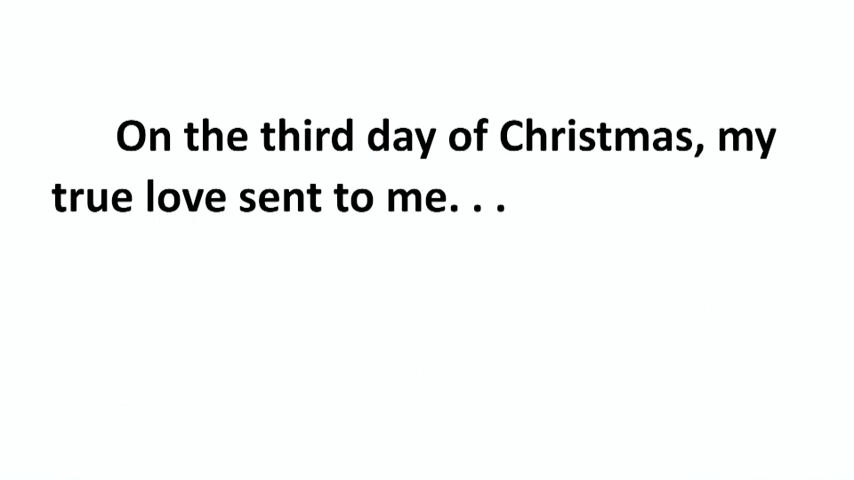 On the third day of Christmas, my
true love sent to me. . .